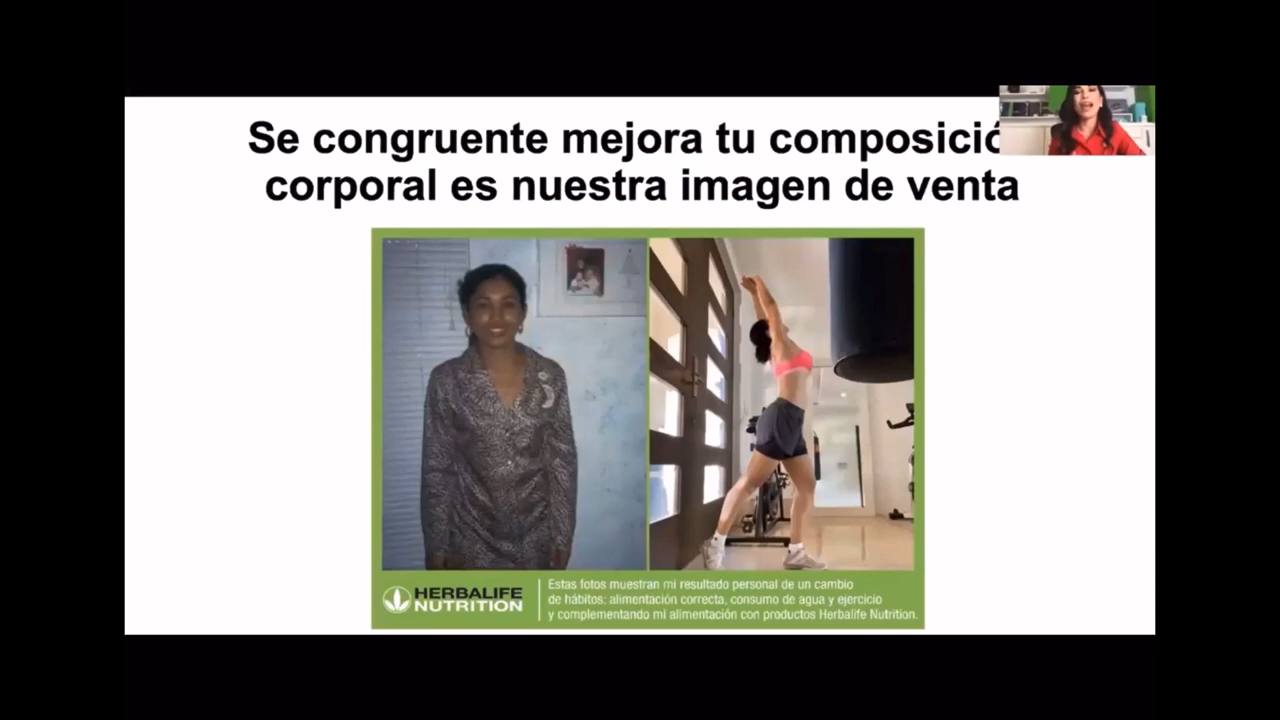 Se congruente mejora tu composició
corporal es nuestra imagen de venta
HERBALIFE
NUTRITION
Estas fotos muestran mi resultado personal de un cambio
de hábitos: alimentación correcta, consumo de agua y ejercicio
y complementando mi alimentación con productos Herbalife Nutrition.